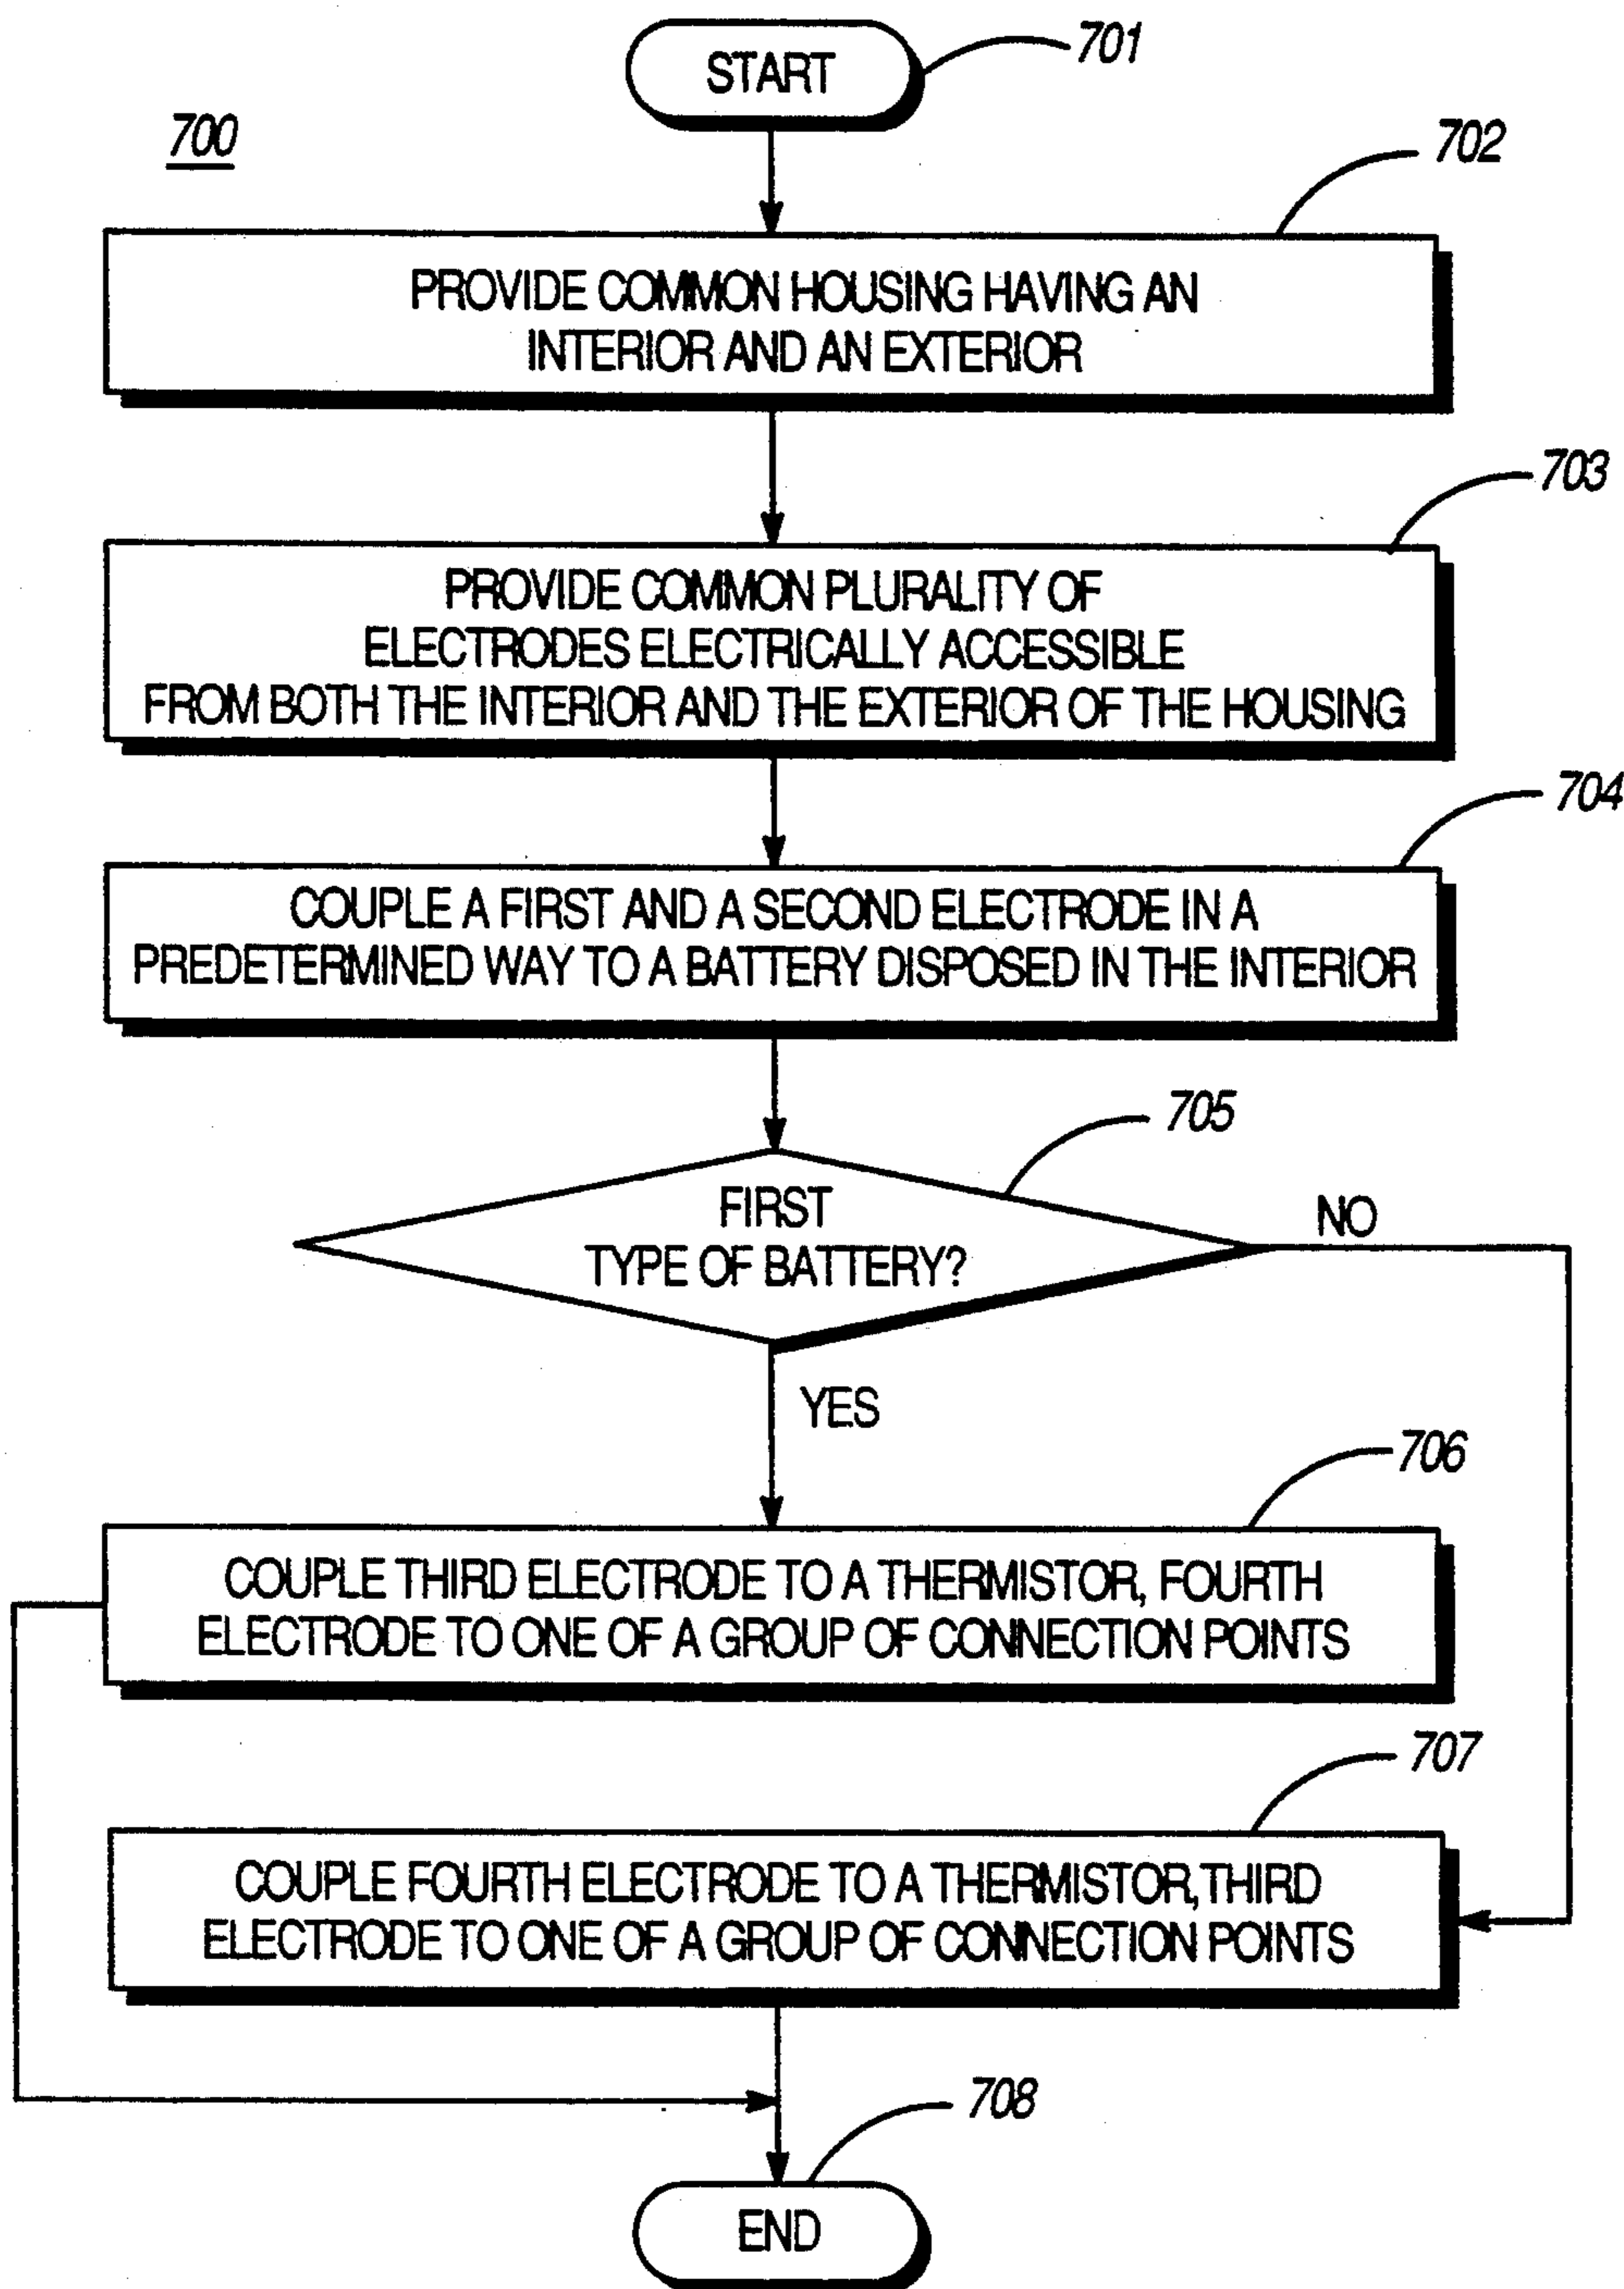 START
701
700
702
PROVIDE COMMON HOUSING HAVING AN
INTERIOR AND AN EXTERIOR
703
PROVIDE COMMON PLURALITY OF
ELECTRODES ELECTRICALLY ACCESSIBLE
FROM BOTH THE INTERIOR AND THE EXTERIOR OF THE HOUSING
704
COUPLE A FIRST AND A SECOND ELECTRODE IN A
PREDETERMINED WAY TO A BATTERY DISPOSED IN THE INTERIOR
705
FIRST
TYPE OF BATTERY?
NO
YES
706
COUPLE THIRD ELECTRODE TO A THERMISTOR, FOURTH
ELECTRODE TO ONE OF A GROUP OF CONNECTION POINTS
707
COUPLE FOURTH ELECTRODE TO A THERMISTOR, THIRD
ELECTRODE TO ONE OF A GROUP OF CONNECTION POINTS
708
END